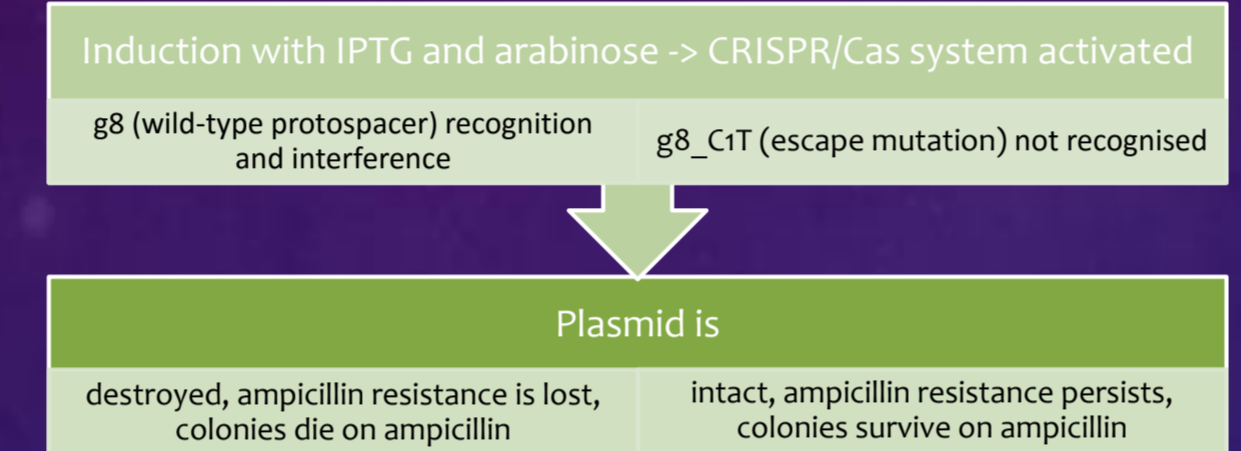 Induction with IPTG and arabinose -> CRISPR/Cas system activated
g8 (wild-type protospacer) recognition
and interference
g8_C1T (escape mutation) not recognised
Plasmid is
destroyed, ampicillin resistance is lost,
colonies die on ampicillin
intact, ampicillin resistance persists,
colonies survive on ampicillin